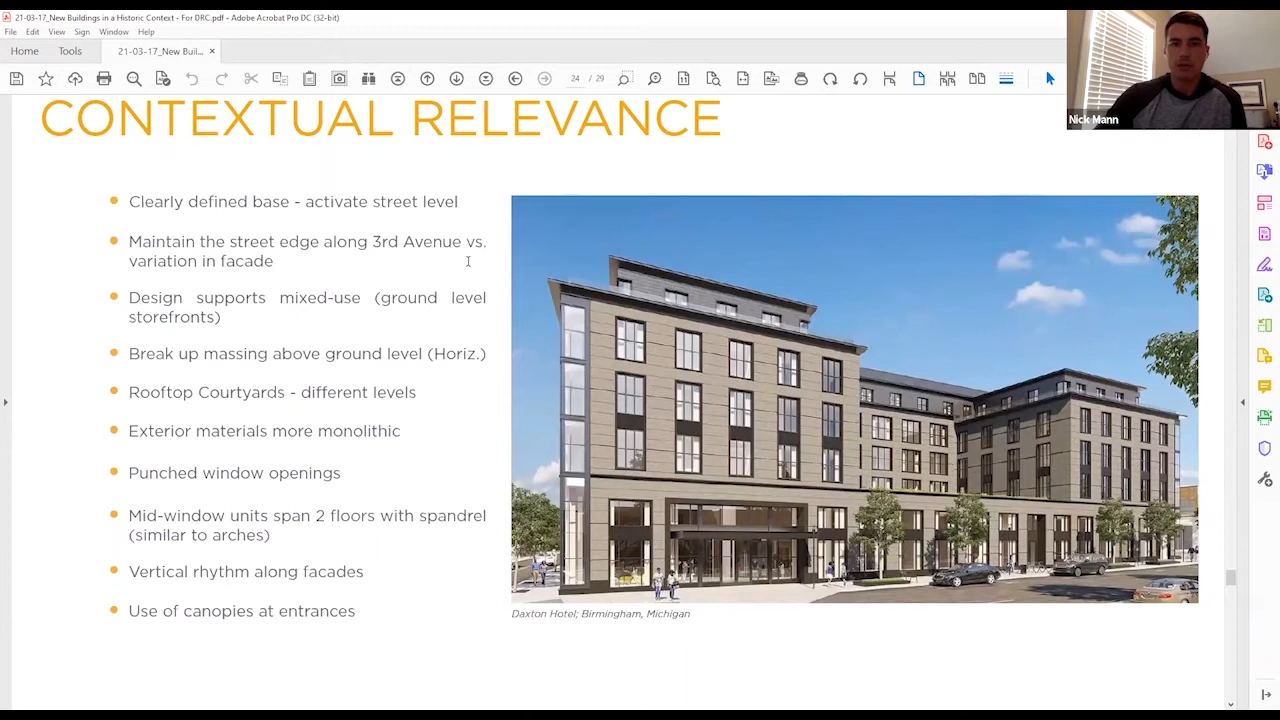 21-03-17_New Buildings in a Historic Context - For DRC.pdf - Adobe Acrobat Pro DC (32-bit)
File Edit View Sign Window Help
Home Tools 21-03-17_New Buil... ×
24 / 29
Nick Mann
CONTEXTUAL RELEVANCE
Clearly defined base - activate street level
Maintain the street edge along 3rd Avenue vs.
variation in facade
Design supports mixed-use (ground level
storefronts)
Break up massing above ground level (Horiz.)
Rooftop Courtyards - different levels
Exterior materials more monolithic
Punched window openings
Mid-window units span 2 floors with spandrel
(similar to arches)
Vertical rhythm along facades
Use of canopies at entrances
Daxton Hotel; Birmingham, Michigan